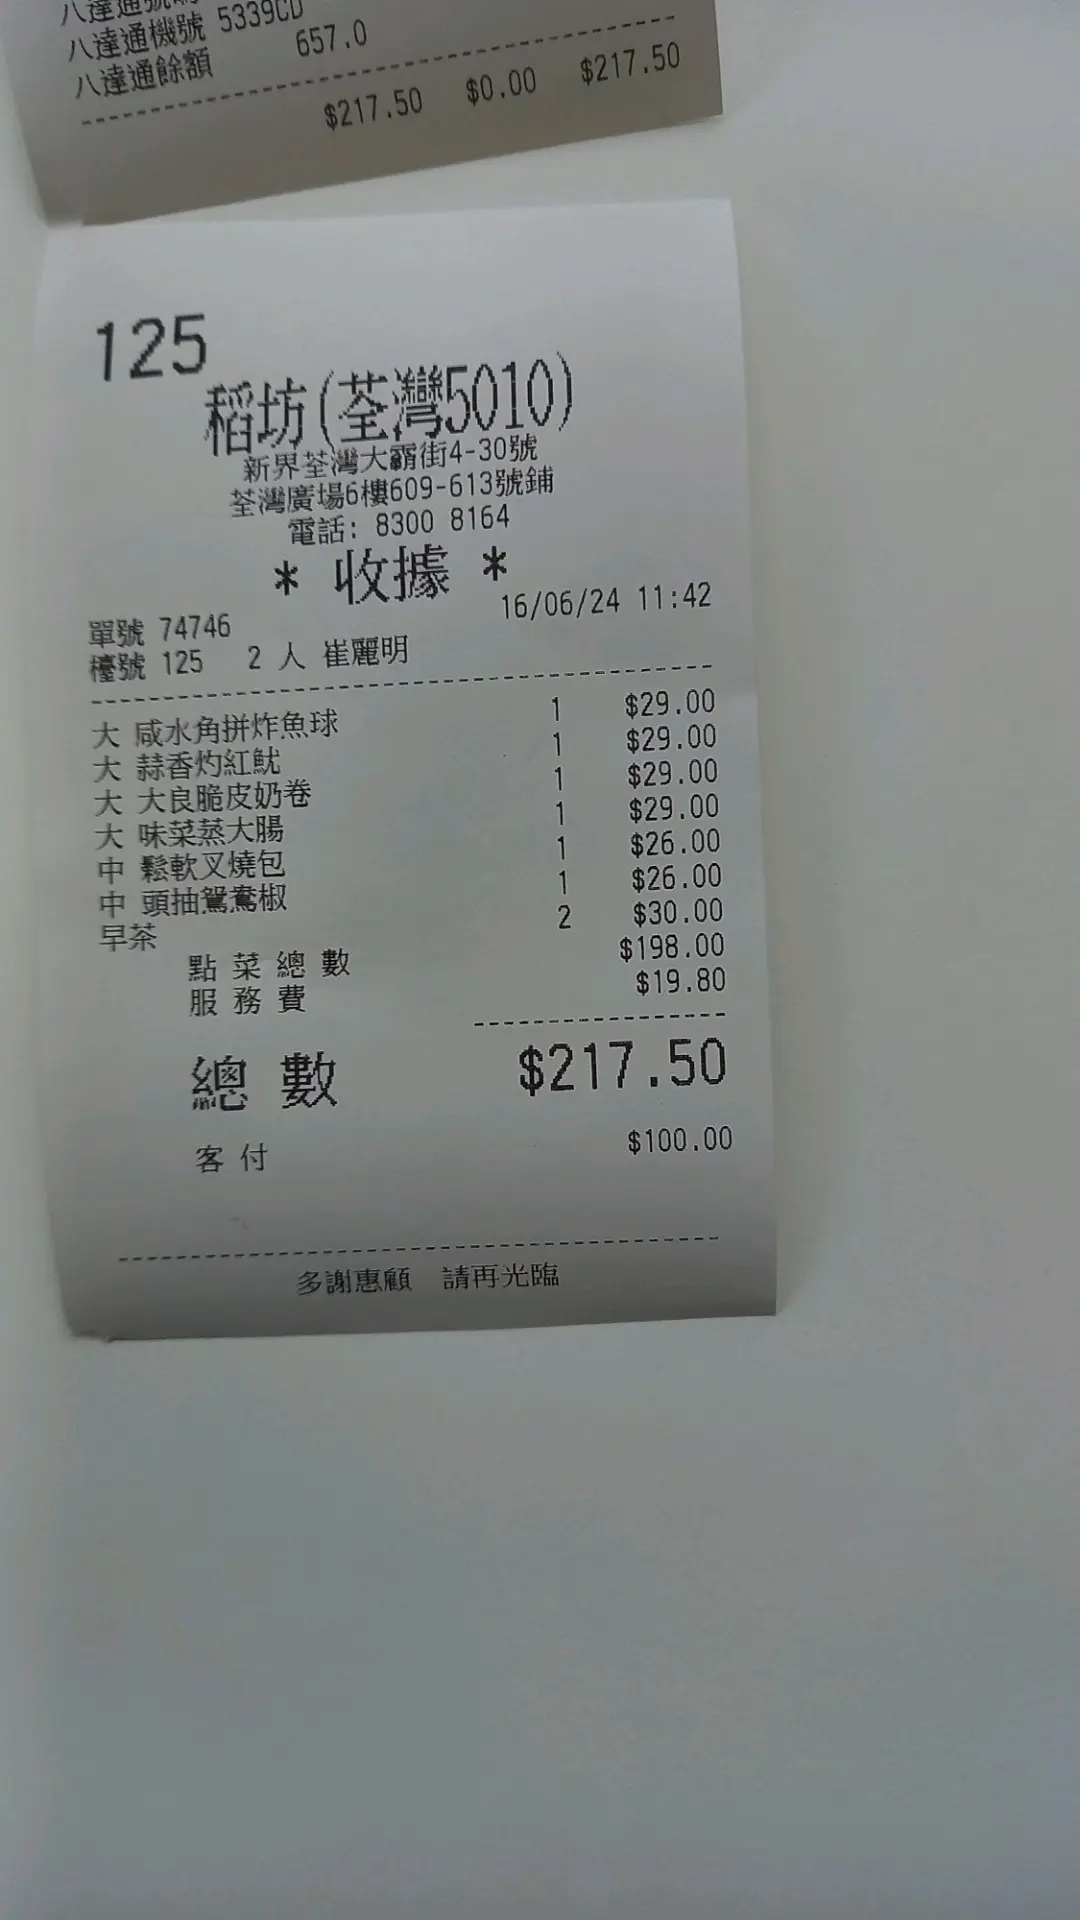 八達通機號 5339CD
八達通餘額 657.0
$217.50 $0.00 $217.50
125
稻坊(荃灣5010)
新界荃灣大霸街4-30號
荃灣廣場6樓609-613號鋪
電話: 8300 8164
* 收據 *
單號 74746 16/06/24 11:42
檯號 125 2 人 崔麗明
大 咸水角拼炸魚球 1 $29.00
大 蒜香灼紅魷 1 $29.00
大 大良脆皮奶卷 1 $29.00
大 味菜蒸大腸 1 $29.00
中 鬆軟叉燒包 1 $26.00
中 頭抽鴛鴦椒 1 $26.00
早茶 2 $30.00
點菜總數 $198.00
服務費 $19.80
總數 $217.50
客付 $100.00
多謝惠顧 請再光臨